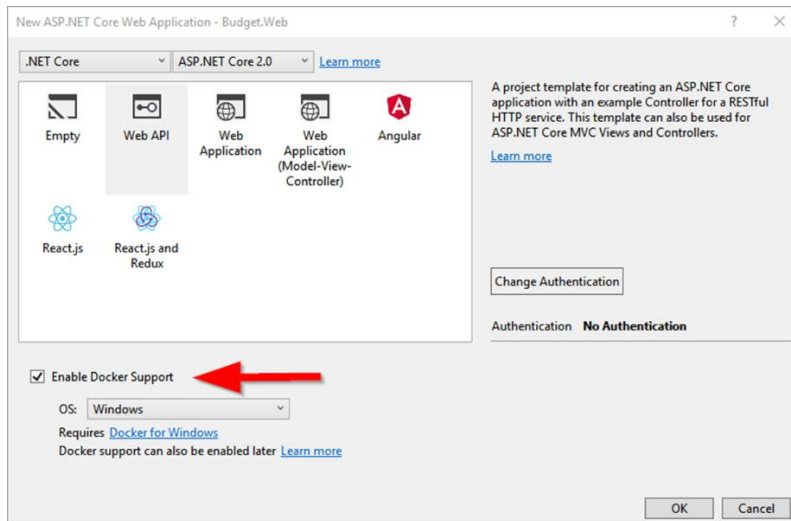 New ASP.NET Core Web Application - Budget.Web
? ×
.NET Core
ASP.NET Core 2.0
Learn more
Empty
Web API
Web
Application
Web
Application
(Model-View-
Controller)
Angular
React.js
React.js and
Redux
A project template for creating an ASP.NET Core
application with an example Controller for a RESTful
HTTP service. This template can also be used for
ASP.NET Core MVC Views and Controllers.
Learn more
Change Authentication
Authentication No Authentication
Enable Docker Support
OS: Windows
Requires Docker for Windows
Docker support can also be enabled later Learn more
OK
Cancel